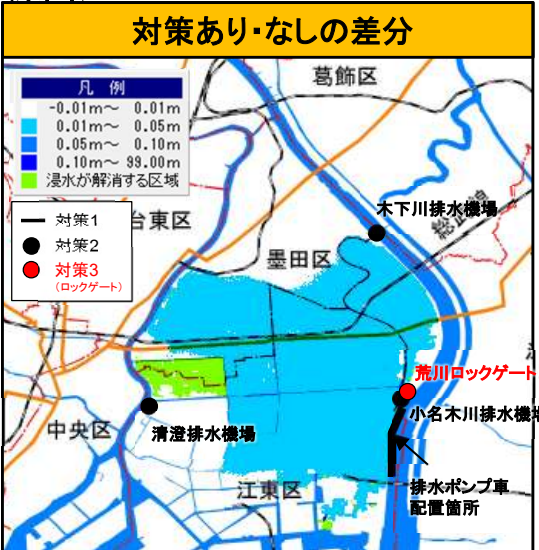 対策あり・なしの差分
凡 例
-0.01m～ 0.01m
0.01m～ 0.05m
0.05m～ 0.10m
0.10m～ 99.00m
浸水が解消する区域
対策1
対策2
対策3
(ロックゲート)
葛飾区
台東区
木下川排水機場
墨田区
荒川ロックゲート
小名木川排水機場
中央区
清澄排水機場
江東区
排水ポンプ車
配置箇所